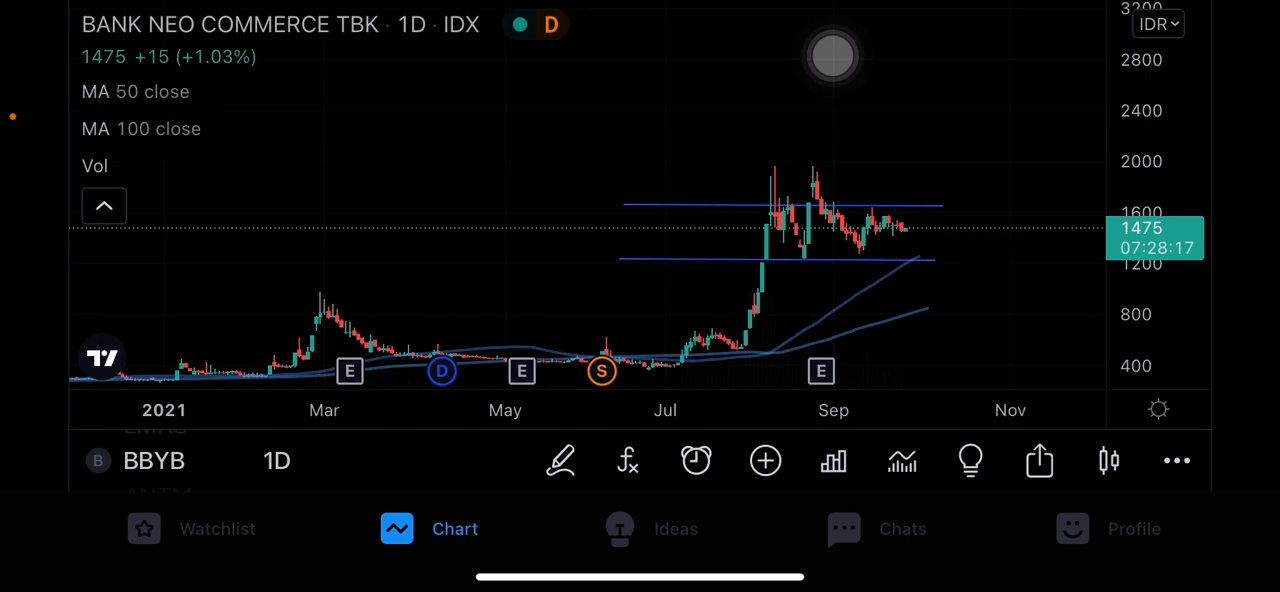 BANK NEO COMMERCE TBK · 1D · IDX D
3200
IDR
1475 +15 (+1.03%)
2800
MA 50 close
2400
MA 100 close
2000
Vol
1600
1475
07:28:17
1200
800
400
E D E S E
2021 Mar May Jul Sep Nov
B BBYB 1D
Watchlist Chart Ideas Chats Profile